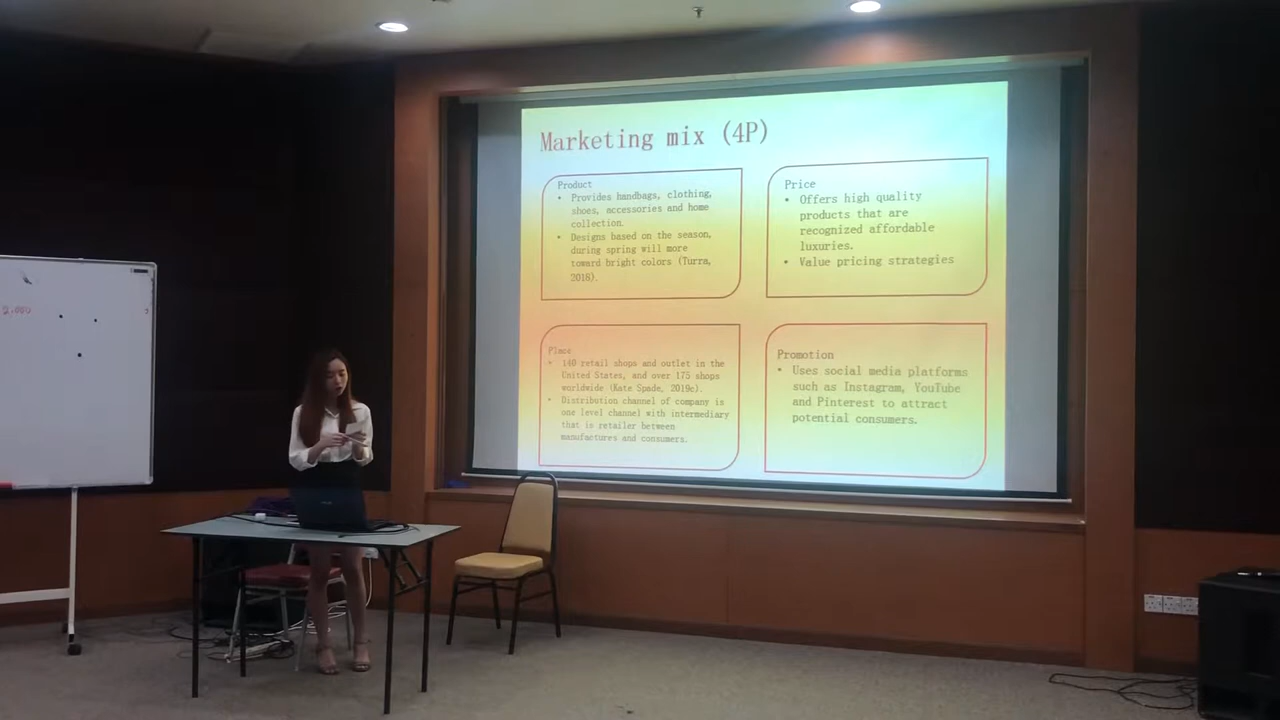 Marketing mix (4P)
Product
• Provides handbags, clothing,
shoes, accessories and home
collection.
• Designs based on the season,
during spring will more
toward bright colors (Turra,
2018).
Price
• Offers high quality
products that are
recognized affordable
luxuries.
• Value pricing strategies
Place
• 140 retail shops and outlet in the
United States, and over 175 shops
worldwide (Kate Spade, 2019c).
• Distribution channel of company is
one level channel with intermediary
that is retailer between
manufactures and consumers.
Promotion
• Uses social media platforms
such as Instagram, YouTube
and Pinterest to attract
potential consumers.